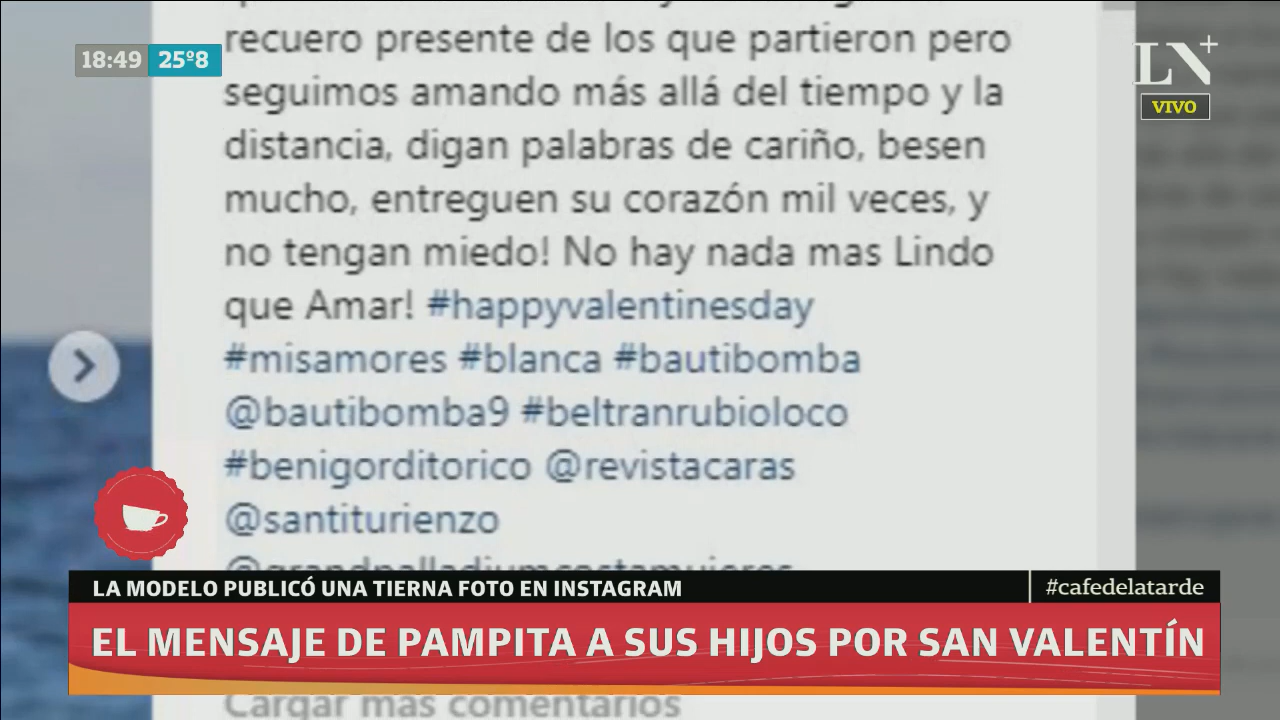 recuero presente de los que partieron pero
18:49 25º8
LN+
seguimos amando más allá del tiempo y la
VIVO
distancia, digan palabras de cariño, besen
mucho, entreguen su corazón mil veces, y
no tengan miedo! No hay nada mas Lindo
que Amar! #happyvalentinesday
#misamores #blanca #bautibomba
@bautibomba9 #beltranrubioloco
#benigorditorico @revistacaras
@santiturienzo
@grandpalladiumcostamujeres
LA MODELO PUBLICÓ UNA TIERNA FOTO EN INSTAGRAM
#cafedelatarde
EL MENSAJE DE PAMPITA A SUS HIJOS POR SAN VALENTÍN
Cargar más comentarios